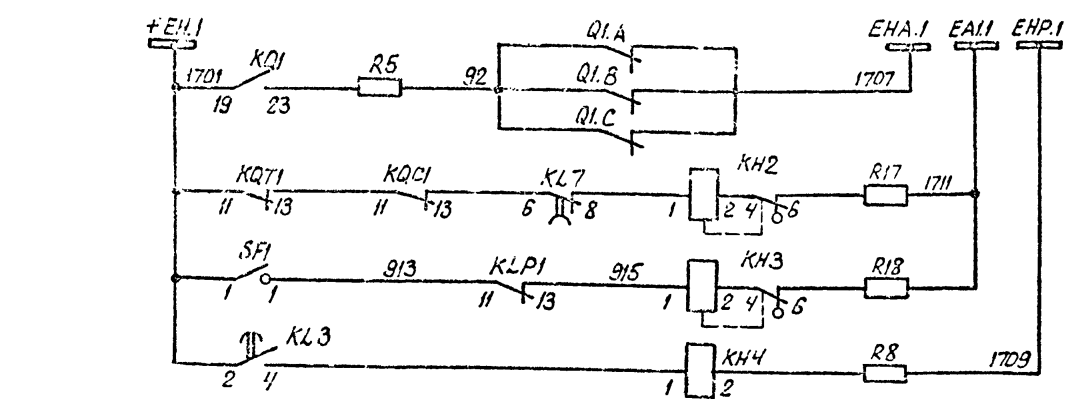 +EH.1 EHA.1 EA1.1 EHP.1
Q1.A
1701 KQ1 R5 92 Q1.B 1707
19 23
Q1.C
KQT1 KQC1 KL7 KH2 R17 1711
11 13 11 13 6 8 1 2 4 6
SF1 913 KLP1 915 KH3 R18
1 1 11 13 1 2 4 6
KL3 KH4 R8 1709
2 4 1 2